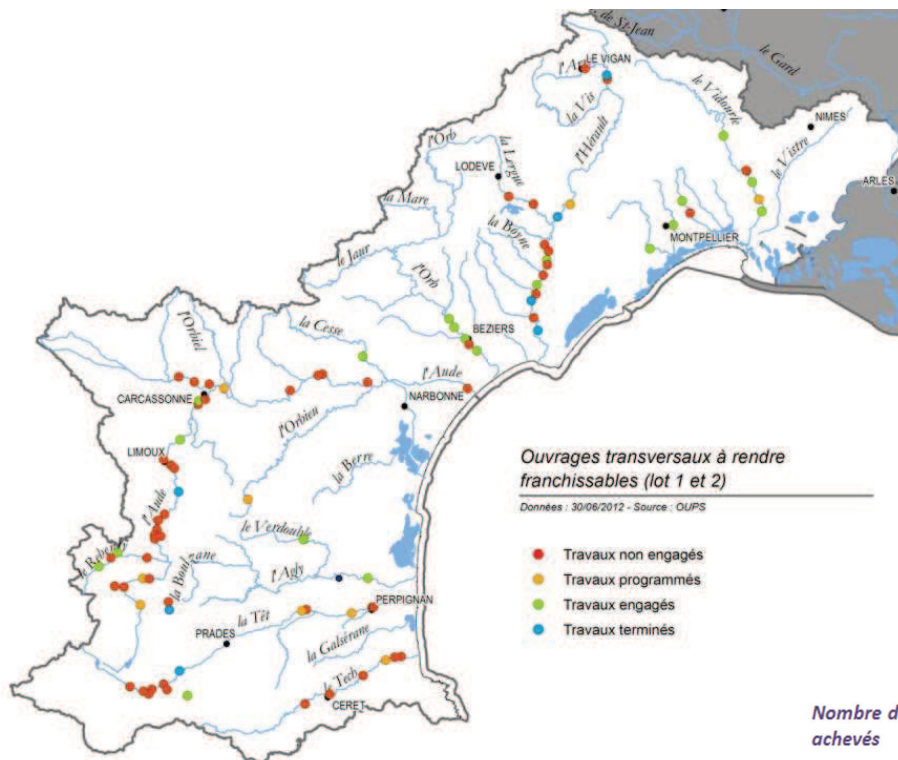 de St-Jean
le Gard
LE VIGAN
la Vis
l'Hérault
le Vidourle
NIMES
le Vistre
ARLES
l'Orb
la Lergue
LODEVE
la Mare
la Boyne
MONTPELLIER
le Jaur
l'Orb
BEZIERS
l'Orbiel
la Cesse
l'Aude
CARCASSONNE
NARBONNE
l'Orbieu
LIMOUX
la Berre
l'Aude
le Verdouble
la Boulzane
l'Agly
la Têt
PERPIGNAN
PRADES
la Galsérane
le Tech
CERET
Ouvrages transversaux à rendre
franchissables (lot 1 et 2)
Données : 30/06/2012 - Source : OUPS
Travaux non engagés
Travaux programmés
Travaux engagés
Travaux terminés
Nombre d
achevés